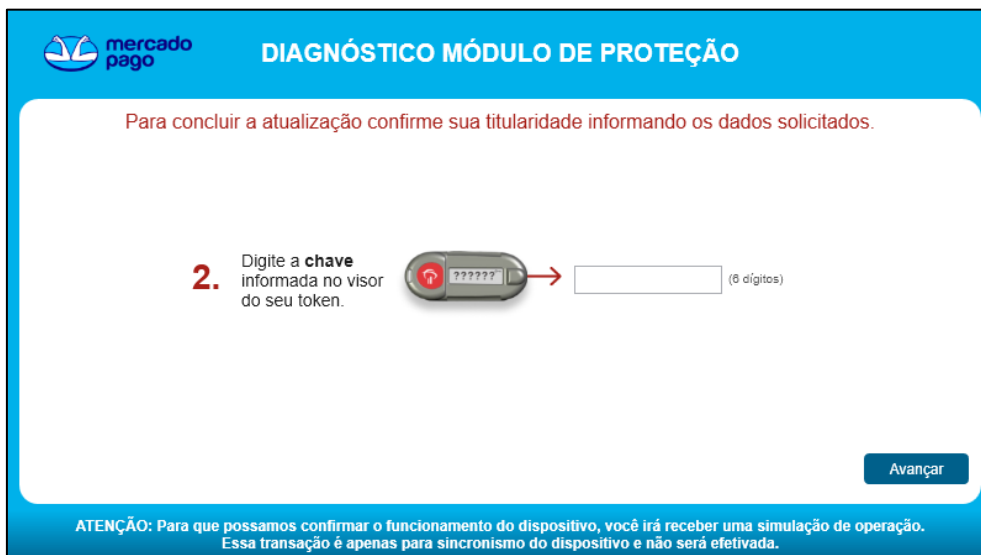 mercado
pago
DIAGNÓSTICO MÓDULO DE PROTEÇÃO
Para concluir a atualização confirme sua titularidade informando os dados solicitados.
2.
Digite a chave
informada no visor
do seu token.
??????
(6 dígitos)
Avançar
ATENÇÃO: Para que possamos confirmar o funcionamento do dispositivo, você irá receber uma simulação de operação.
Essa transação é apenas para sincronismo do dispositivo e não será efetivada.